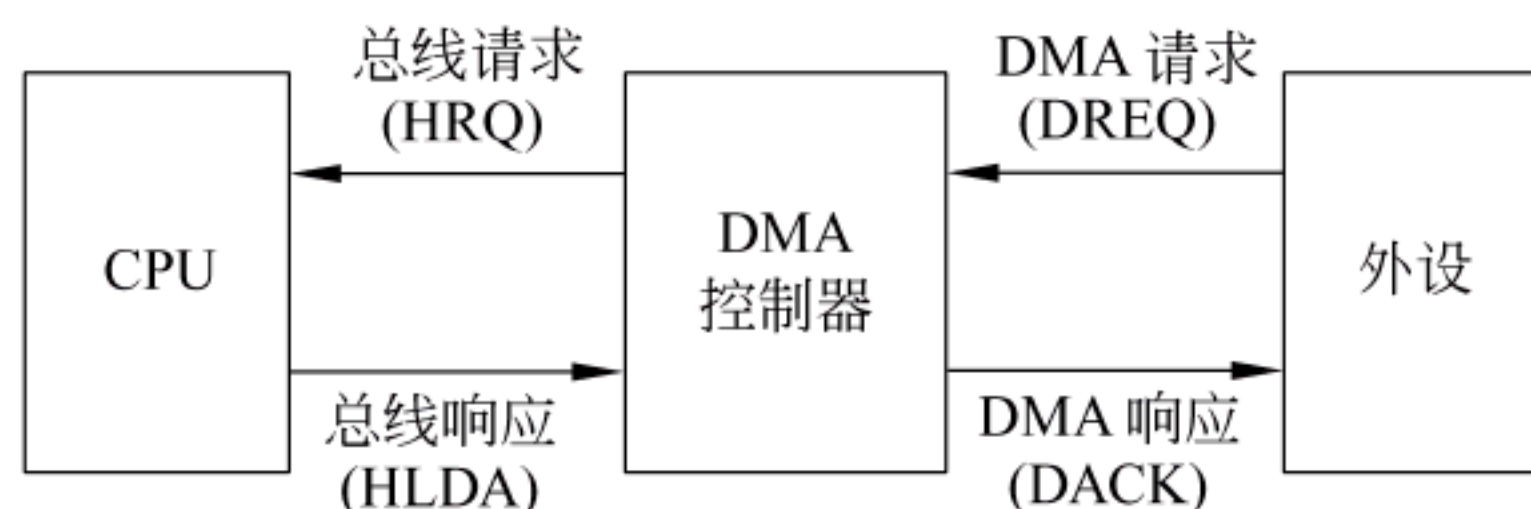 总线请求
(HRQ)
DMA 请求
(DREQ)
CPU
DMA
控制器
外设
总线响应
(HLDA)
DMA 响应
(DACK)